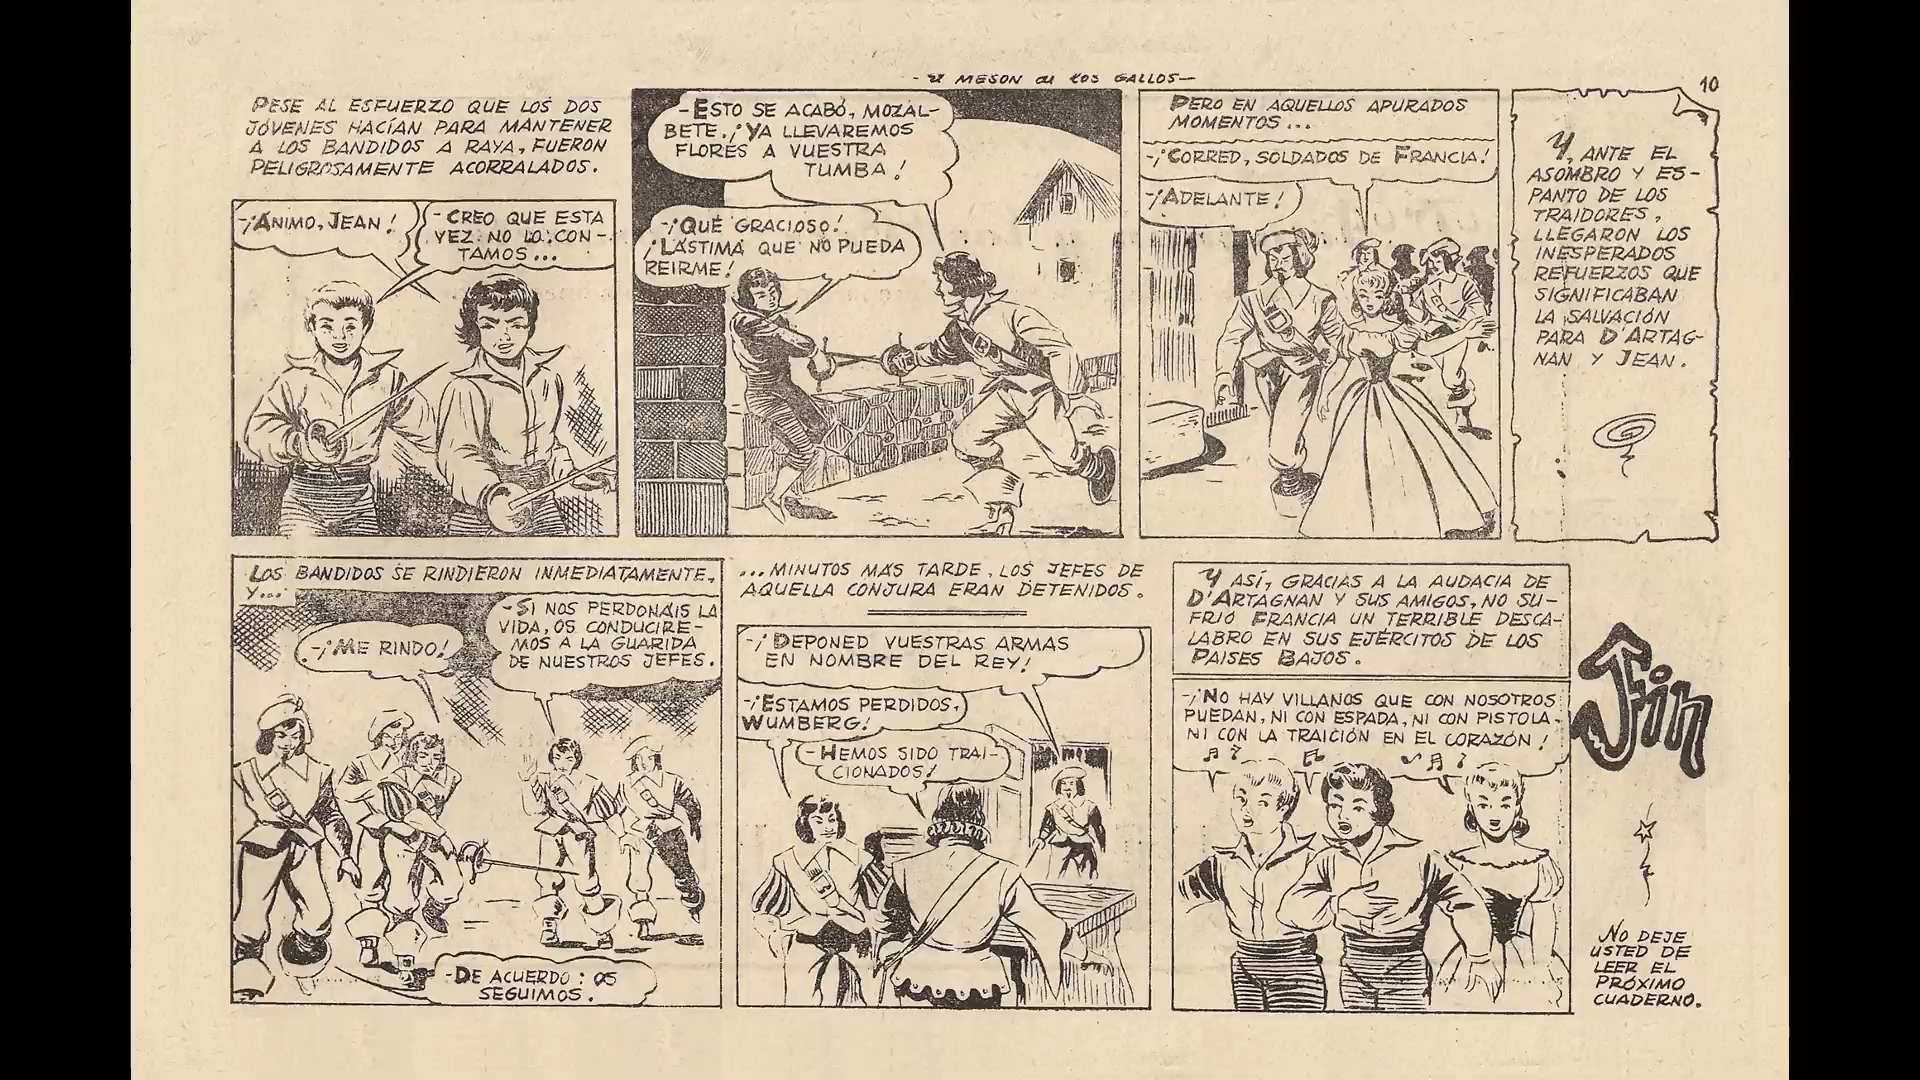 - El MESON de los GALLOS -
10
PESE AL ESFUERZO QUE LOS DOS
JÓVENES HACÍAN PARA MANTENER
A LOS BANDIDOS A RAYA, FUERON
PELIGROSAMENTE ACORRALADOS.
-¡ÁNIMO, JEAN!
- CREO QUE ESTA
VEZ NO LO CON-
TAMOS...
-ESTO SE ACABÓ, MOZAL-
BETE. ¡YA LLEVAREMOS
FLORES A VUESTRA
TUMBA!
-¡QUÉ GRACIOSO!
¡LÁSTIMA QUE NO PUEDA
REIRME!
PERO EN AQUELLOS APURADOS
MOMENTOS...
-¡CORRED, SOLDADOS DE FRANCIA!
-¡ADELANTE!
Y, ANTE EL
ASOMBRO Y ES-
PANTO DE LOS
TRAIDORES,
LLEGARON LOS
INESPERADOS
REFUERZOS QUE
SIGNIFICABAN
LA SALVACIÓN
PARA D'ARTAG-
NAN Y JEAN.
LOS BANDIDOS SE RINDIERON INMEDIATAMENTE,
Y...
-¡ME RINDO!
-SI NOS PERDONÁIS LA
VIDA, OS CONDUCIRE-
MOS A LA GUARIDA
DE NUESTROS JEFES.
-DE ACUERDO: OS
SEGUIMOS.
...MINUTOS MÁS TARDE, LOS JEFES DE
AQUELLA CONJURA ERAN DETENIDOS.
-¡DEPONED VUESTRAS ARMAS
EN NOMBRE DEL REY!
-¡ESTAMOS PERDIDOS,
WUMBERG!
-HEMOS SIDO TRAI-
CIONADOS!
Y ASÍ, GRACIAS A LA AUDACIA DE
D'ARTAGNAN Y SUS AMIGOS, NO SU-
FRIÓ FRANCIA UN TERRIBLE DESCA-
LABRO EN SUS EJÉRCITOS DE LOS
PAISES BAJOS.
-¡NO HAY VILLANOS QUE CON NOSOTROS
PUEDAN, NI CON ESPADA, NI CON PISTOLA,
NI CON LA TRAICIÓN EN EL CORAZÓN!
Fin
NO DEJE
USTED DE
LEER EL
PRÓXIMO
CUADERNO.